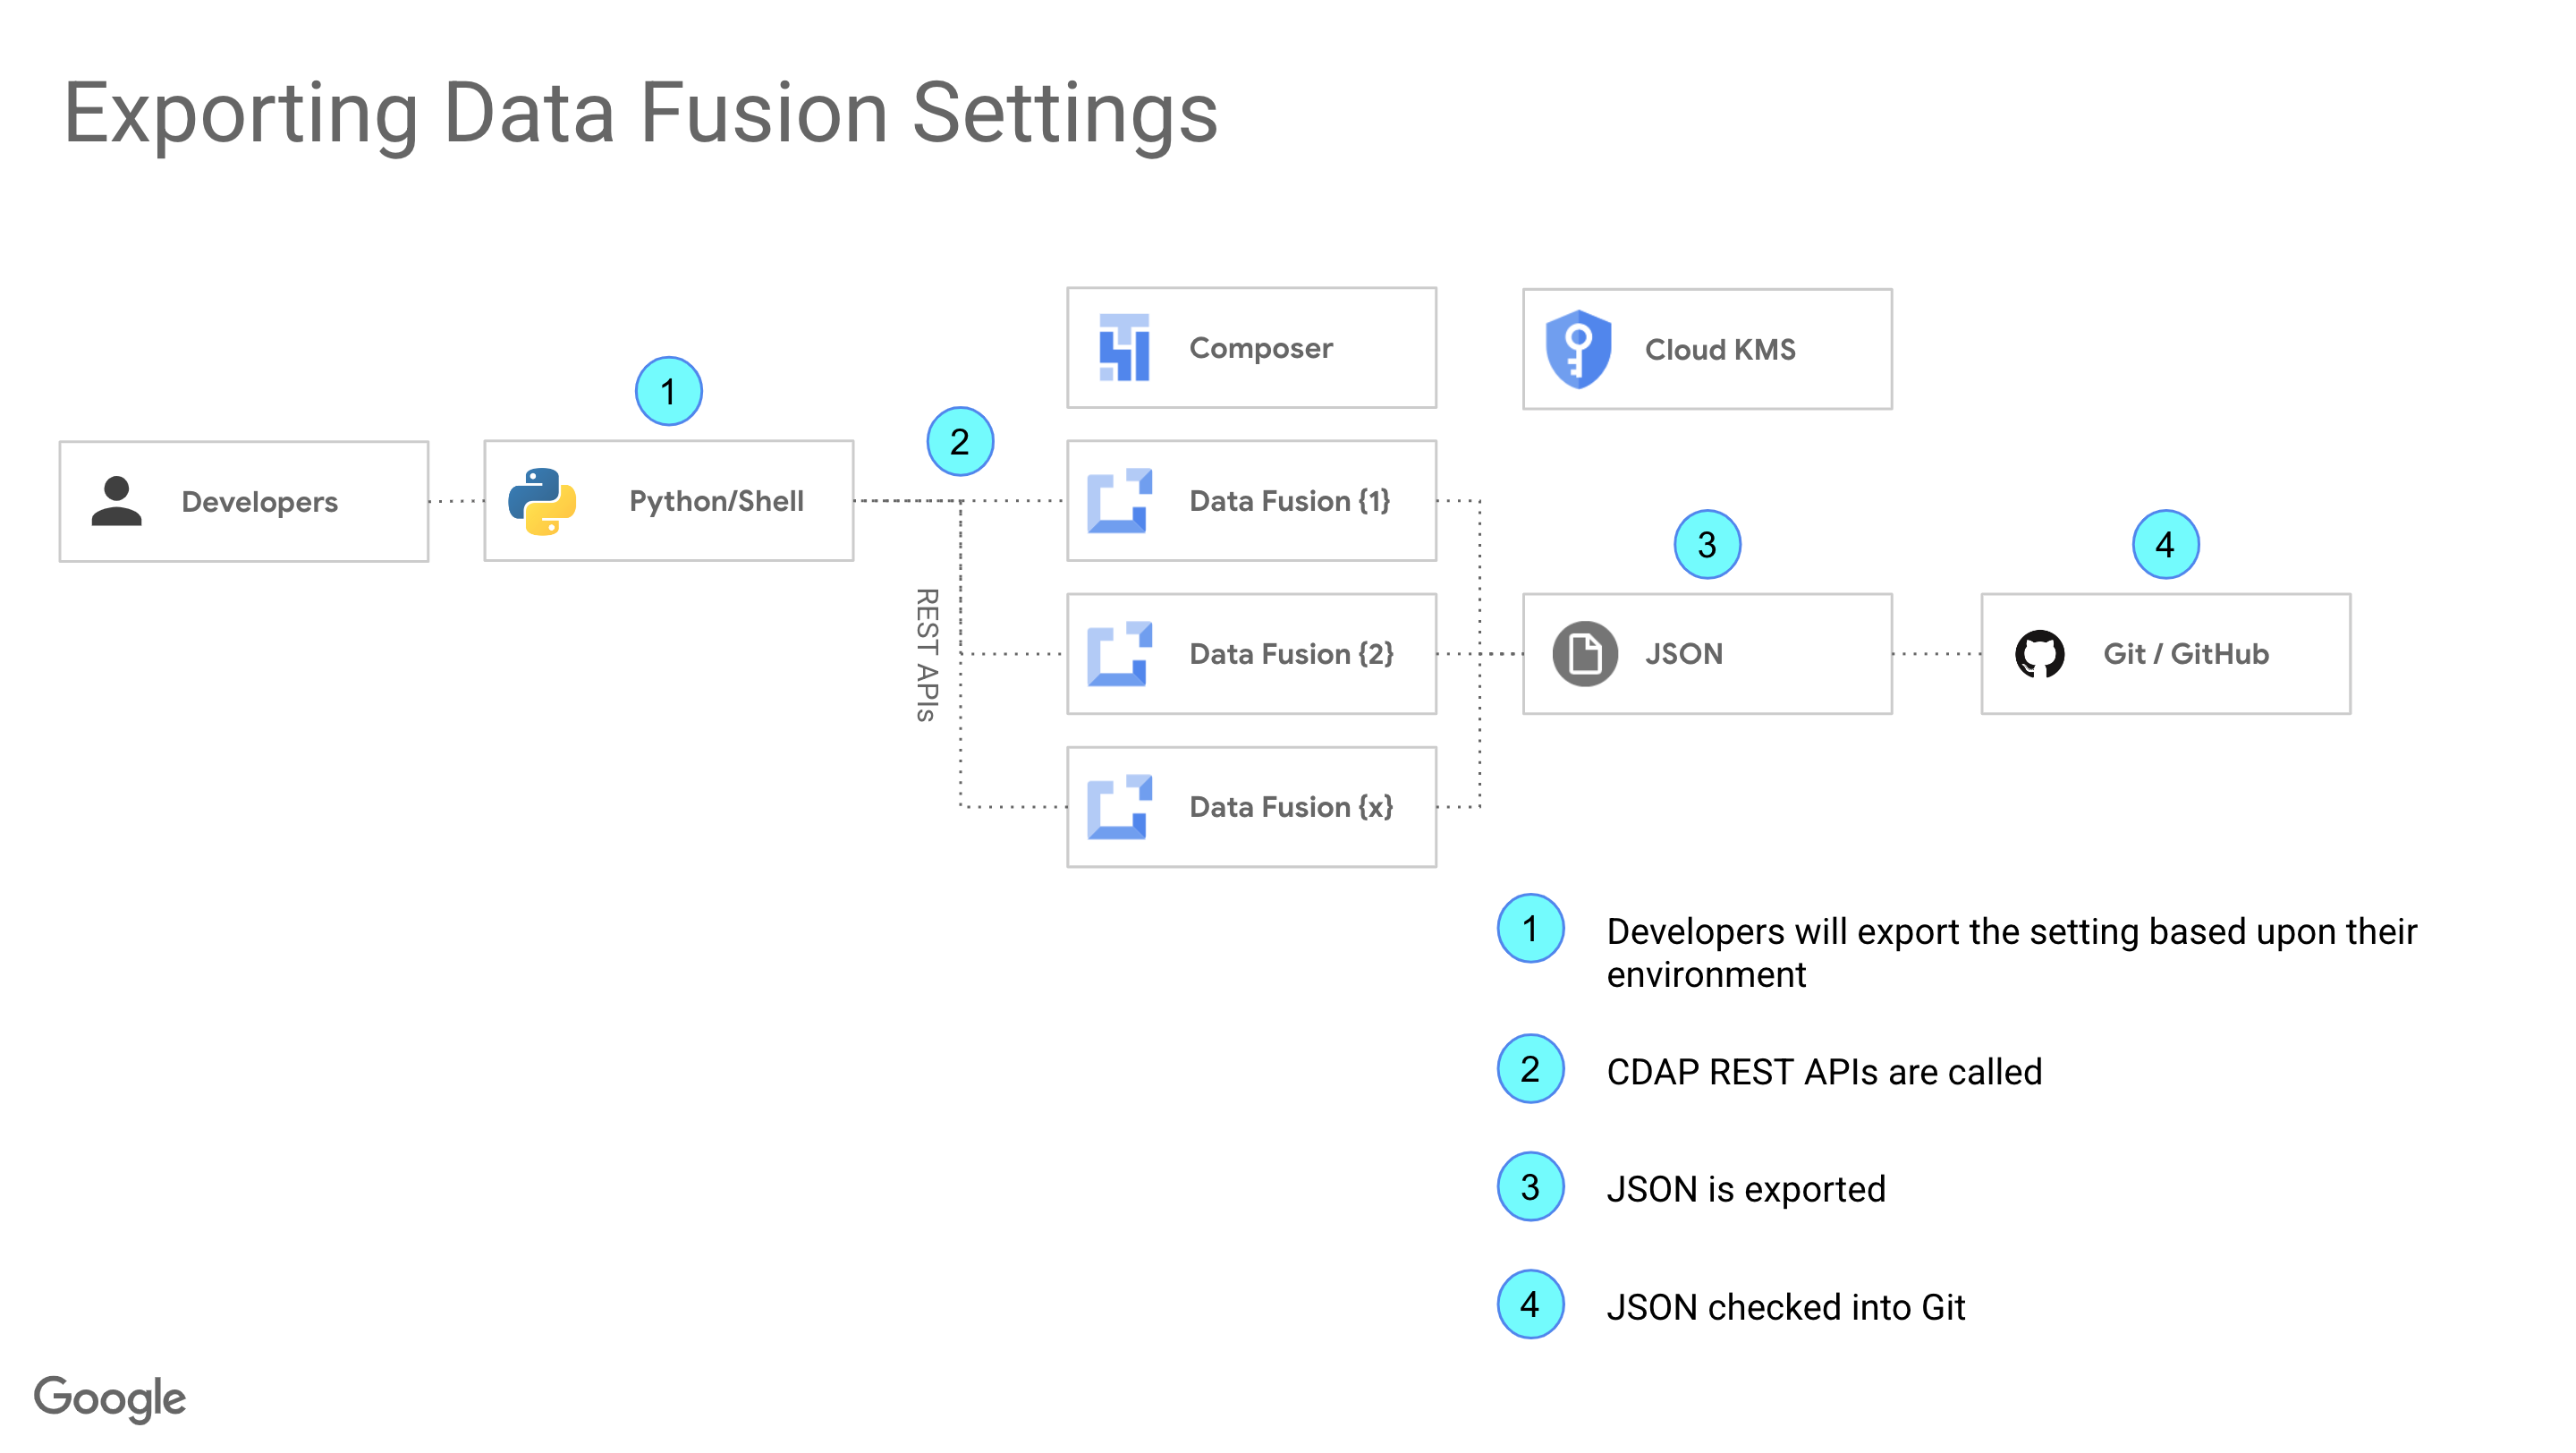 Exporting Data Fusion Settings
Composer
Cloud KMS
1
2
Developers
Python/Shell
Data Fusion {1}
3
4
REST APIs
Data Fusion {2}
JSON
Git / GitHub
Data Fusion {x}
1
Developers will export the setting based upon their
environment
2
CDAP REST APIs are called
3
JSON is exported
4
JSON checked into Git
Google